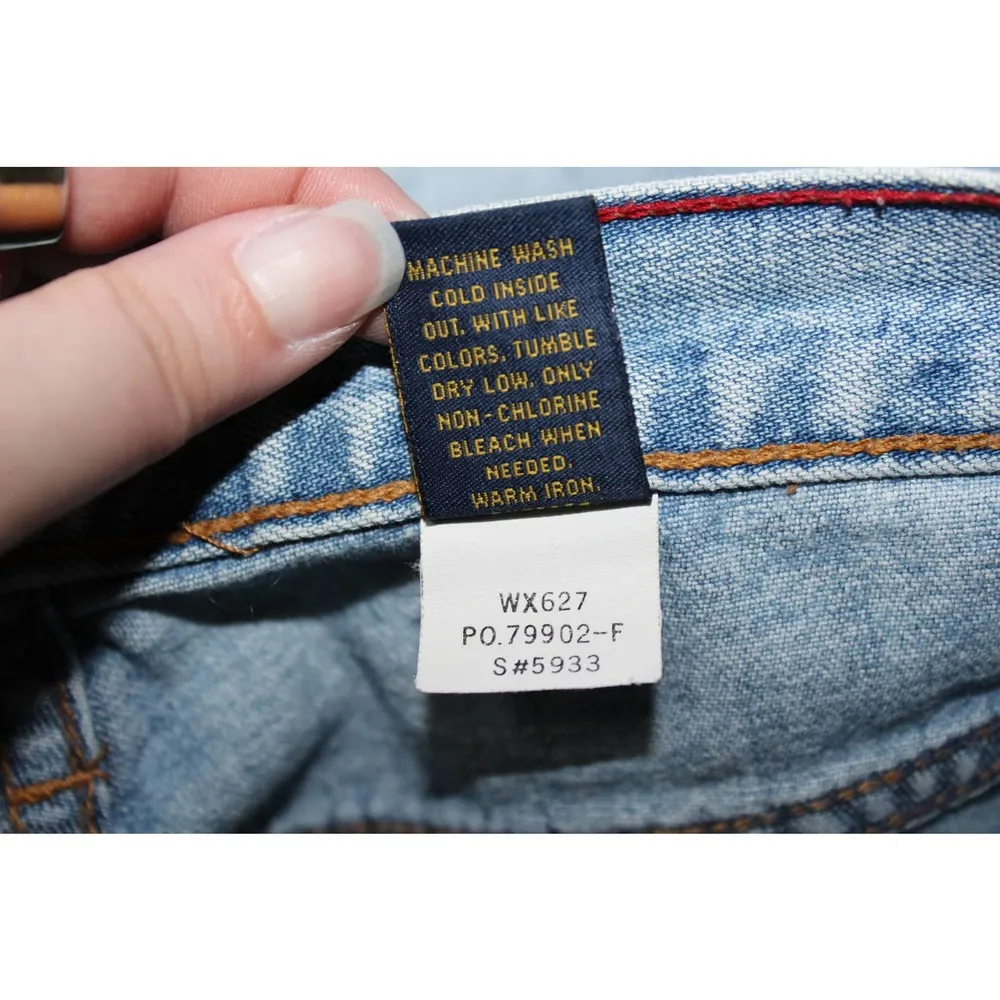 MACHINE WASH
COLD INSIDE
OUT. WITH LIKE
COLORS. TUMBLE
DRY LOW. ONLY
NON-CHLORINE
BLEACH WHEN
NEEDED.
WARM IRON.
WX627
PO.79902-F
S#5933